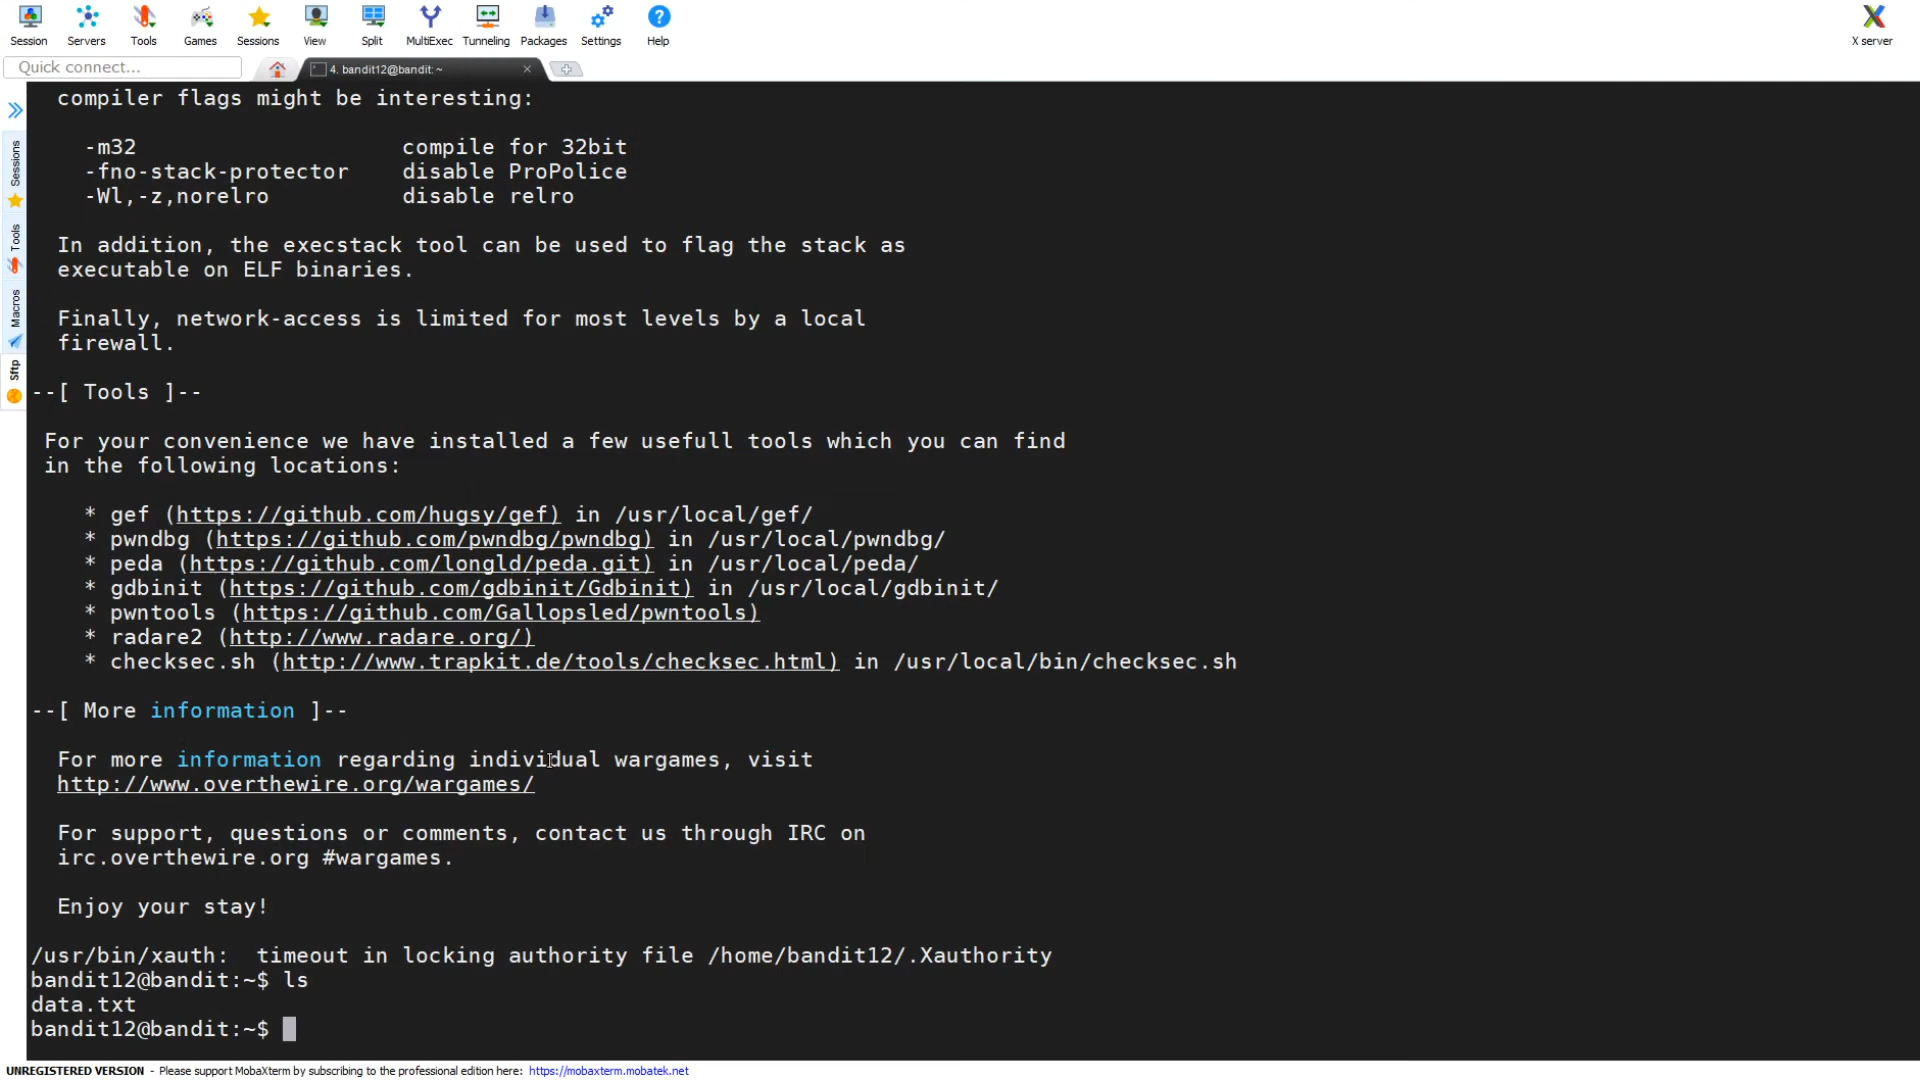 Session Servers Tools Games Sessions View Split MultiExec Tunneling Packages Settings Help X server
Quick connect... 4. bandit12@bandit: ~
Sessions
Tools
Macros
Sftp
compiler flags might be interesting:
-m32 compile for 32bit
-fno-stack-protector disable ProPolice
-Wl,-z,norelro disable relro
In addition, the execstack tool can be used to flag the stack as
executable on ELF binaries.
Finally, network-access is limited for most levels by a local
firewall.
--[ Tools ]--
For your convenience we have installed a few usefull tools which you can find
in the following locations:
* gef (https://github.com/hugsy/gef) in /usr/local/gef/
* pwndbg (https://github.com/pwndbg/pwndbg) in /usr/local/pwndbg/
* peda (https://github.com/longld/peda.git) in /usr/local/peda/
* gdbinit (https://github.com/gdbinit/Gdbinit) in /usr/local/gdbinit/
* pwntools (https://github.com/Gallopsled/pwntools)
* radare2 (http://www.radare.org/)
* checksec.sh (http://www.trapkit.de/tools/checksec.html) in /usr/local/bin/checksec.sh
--[ More information ]--
For more information regarding individual wargames, visit
http://www.overthewire.org/wargames/
For support, questions or comments, contact us through IRC on
irc.overthewire.org #wargames.
Enjoy your stay!
/usr/bin/xauth:  timeout in locking authority file /home/bandit12/.Xauthority
bandit12@bandit:~$ ls
data.txt
bandit12@bandit:~$
UNREGISTERED VERSION - Please support MobaXterm by subscribing to the professional edition here: https://mobaxterm.mobatek.net